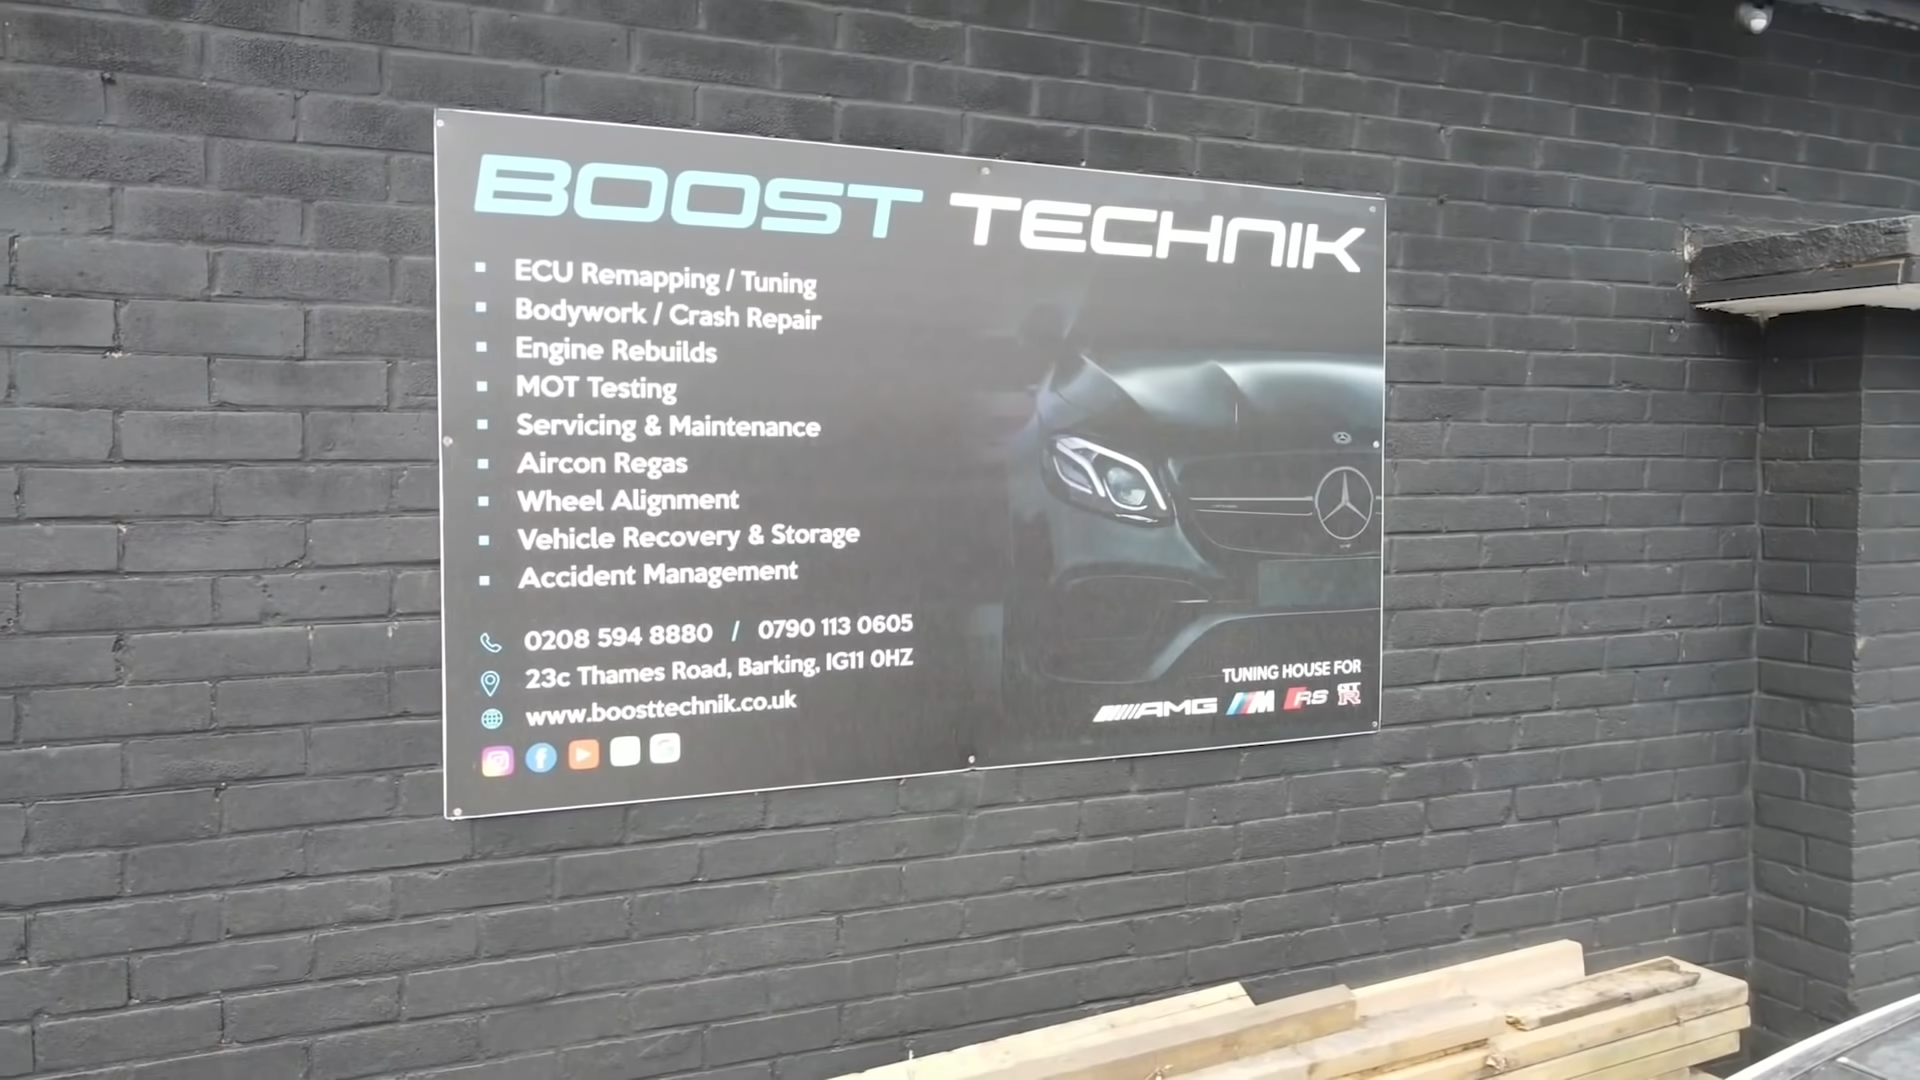 BOOST TECHNIK
ECU Remapping / Tuning
Bodywork / Crash Repair
Engine Rebuilds
MOT Testing
Servicing & Maintenance
Aircon Regas
Wheel Alignment
Vehicle Recovery & Storage
Accident Management
0208 594 8880 / 0790 113 0605
23c Thames Road, Barking, IG11 0HZ
www.boosttechnik.co.uk
TUNING HOUSE FOR
AMG M RS GTR